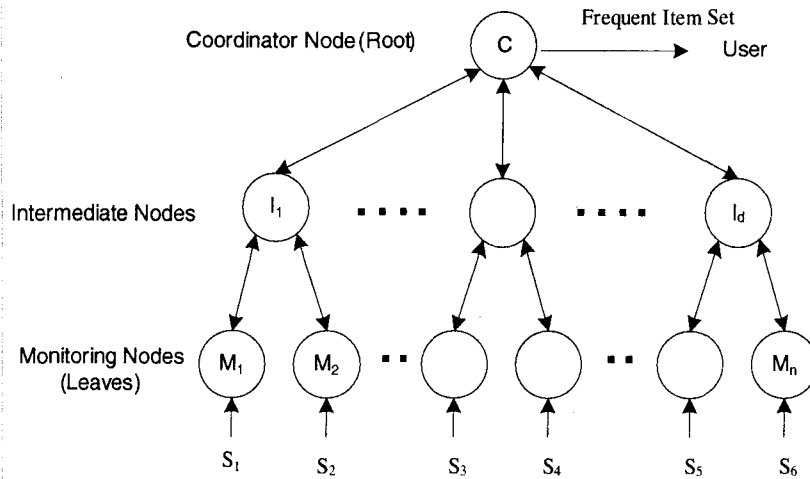 Frequent Item Set
Coordinator Node (Root)
C
User
Intermediate Nodes
I1
Id
Monitoring Nodes
(Leaves)
M1
M2
Mn
S1
S2
S3
S4
S5
S6